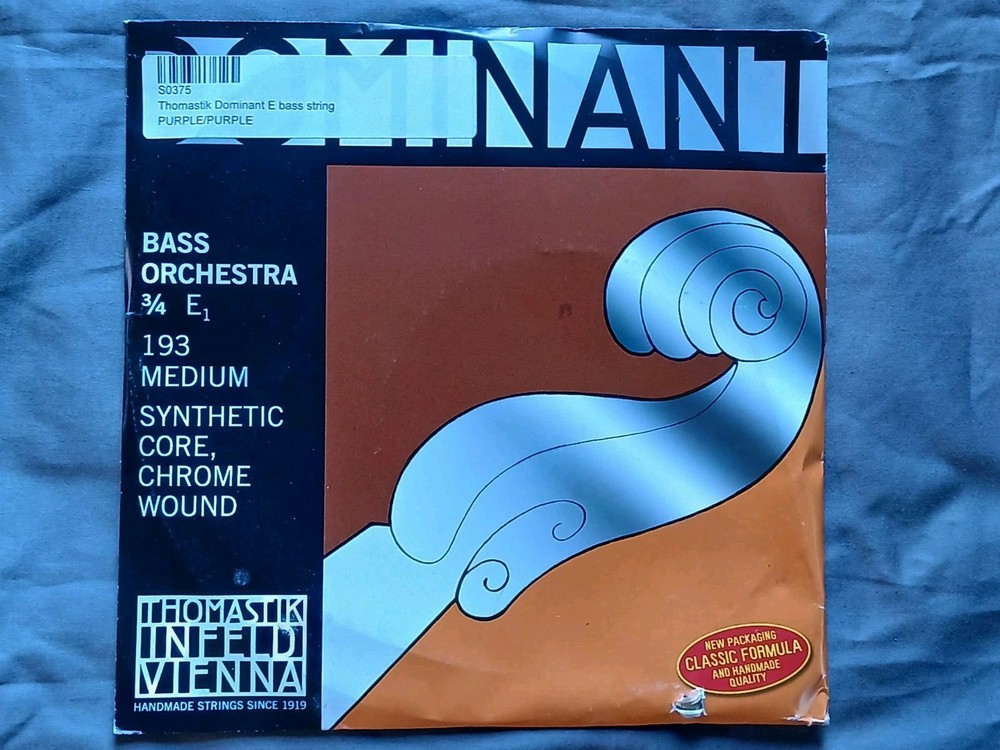 DOMINANT
S0375
Thomastik Dominant E bass string
PURPLE/PURPLE
BASS
ORCHESTRA
¾ E₁
193
MEDIUM
SYNTHETIC
CORE,
CHROME
WOUND
THOMASTIK
INFELD
VIENNA
HANDMADE STRINGS SINCE 1919
NEW PACKAGING
CLASSIC FORMULA
AND HANDMADE
QUALITY